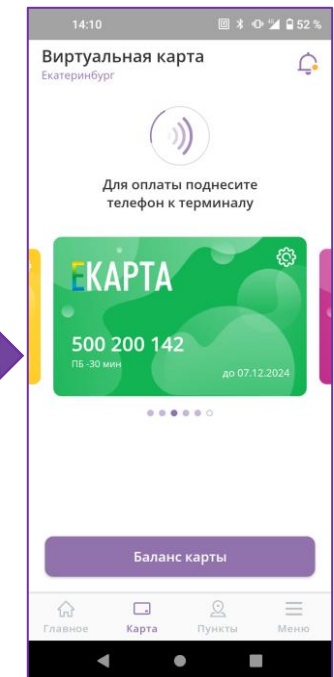 14:10
52 %
Виртуальная карта
Екатеринбург
Для оплаты поднесите
телефон к терминалу
ЕКАРТА
500 200 142
ПБ -30 мин
до 07.12.2024
Баланс карты
Главное Карта Пункты Меню